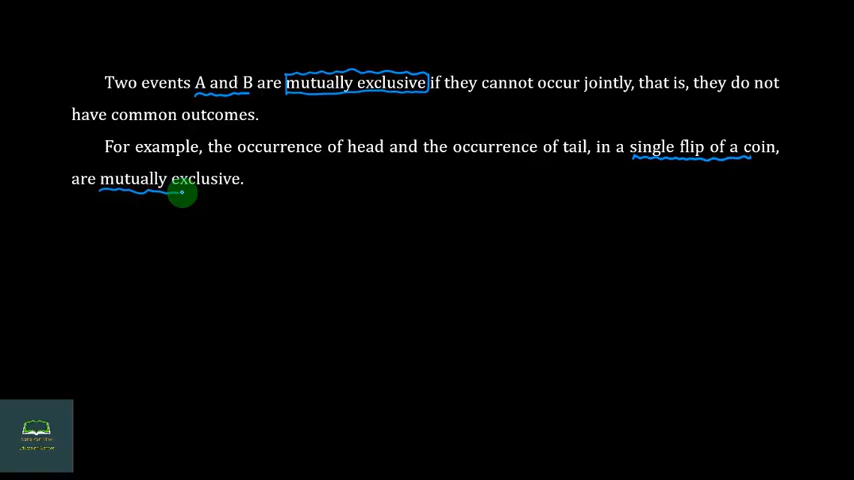 Two events A and B are mutually exclusive if they cannot occur jointly, that is, they do not
have common outcomes.
For example, the occurrence of head and the occurrence of tail, in a single flip of a coin,
are mutually exclusive.